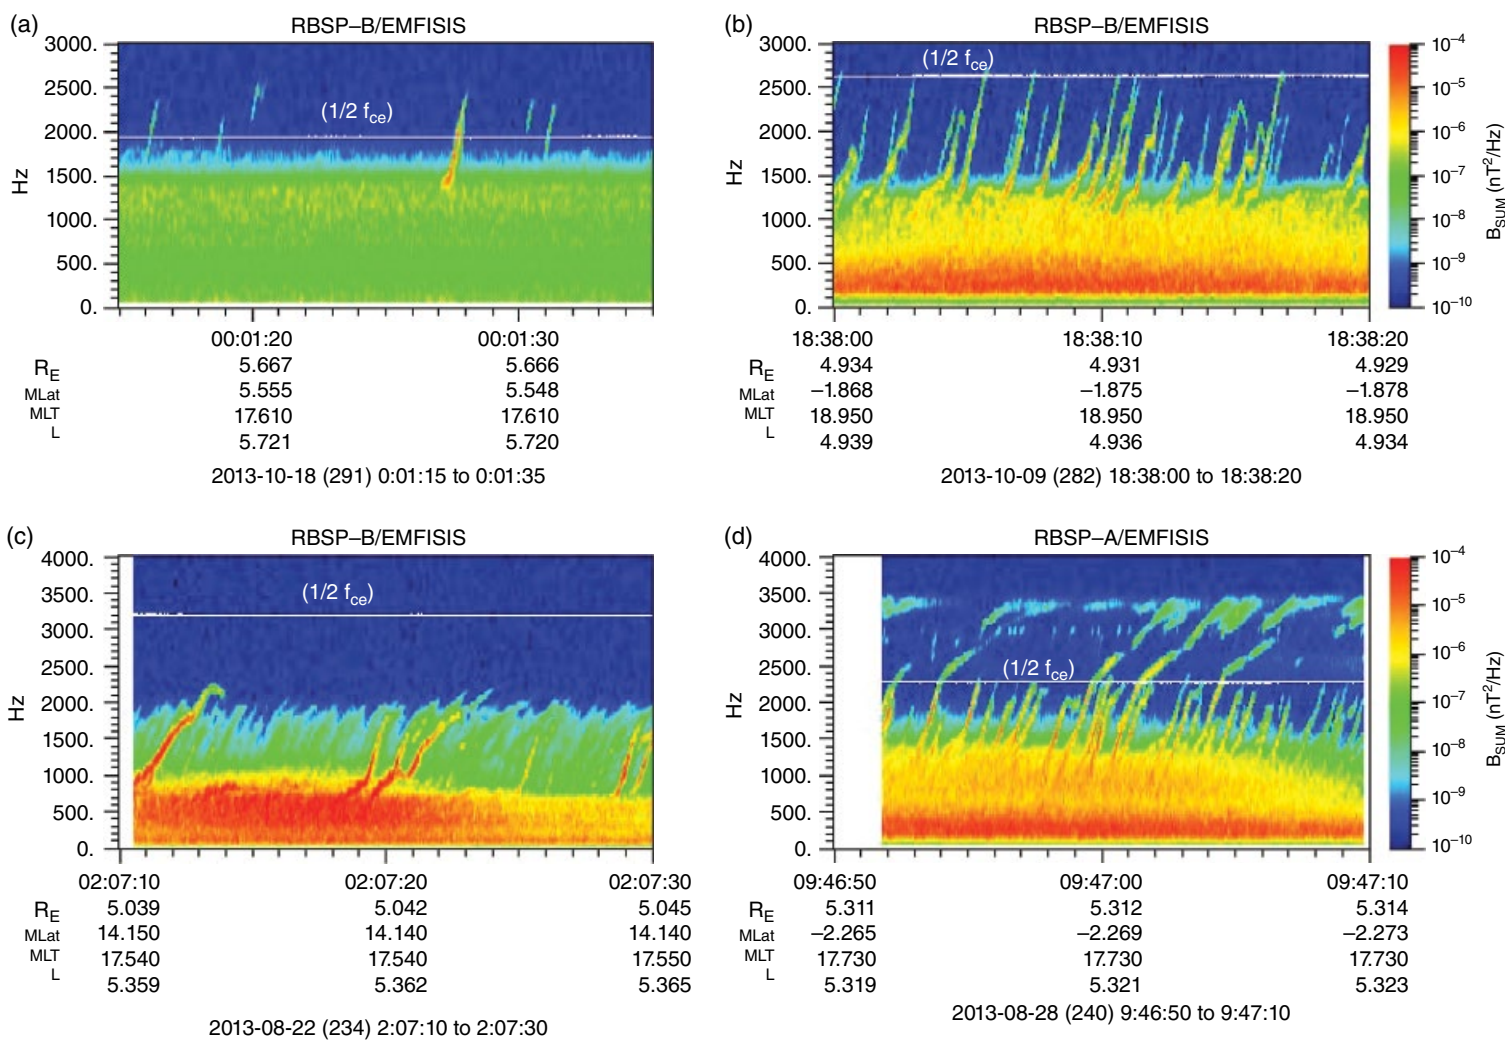 (a)
RBSP–B/EMFISIS
3000.
2500.
2000.
1500.
1000.
500.
0.
Hz
(1/2 fce)
00:01:20 00:01:30
RE 5.667 5.666
MLat 5.555 5.548
MLT 17.610 17.610
L 5.721 5.720
2013-10-18 (291) 0:01:15 to 0:01:35
(b)
RBSP–B/EMFISIS
3000.
2500.
2000.
1500.
1000.
500.
0.
Hz
(1/2 fce)
10–4
10–5
10–6
10–7
10–8
10–9
10–10
BSUM (nT2/Hz)
18:38:00 18:38:10 18:38:20
RE 4.934 4.931 4.929
MLat –1.868 –1.875 –1.878
MLT 18.950 18.950 18.950
L 4.939 4.936 4.934
2013-10-09 (282) 18:38:00 to 18:38:20
(c)
RBSP–B/EMFISIS
4000.
3500.
3000.
2500.
2000.
1500.
1000.
500.
0.
Hz
(1/2 fce)
02:07:10 02:07:20 02:07:30
RE 5.039 5.042 5.045
MLat 14.150 14.140 14.140
MLT 17.540 17.540 17.550
L 5.359 5.362 5.365
2013-08-22 (234) 2:07:10 to 2:07:30
(d)
RBSP–A/EMFISIS
4000.
3500.
3000.
2500.
2000.
1500.
1000.
500.
0.
Hz
(1/2 fce)
10–4
10–5
10–6
10–7
10–8
10–9
10–10
BSUM (nT2/Hz)
09:46:50 09:47:00 09:47:10
RE 5.311 5.312 5.314
MLat –2.265 –2.269 –2.273
MLT 17.730 17.730 17.730
L 5.319 5.321 5.323
2013-08-28 (240) 9:46:50 to 9:47:10